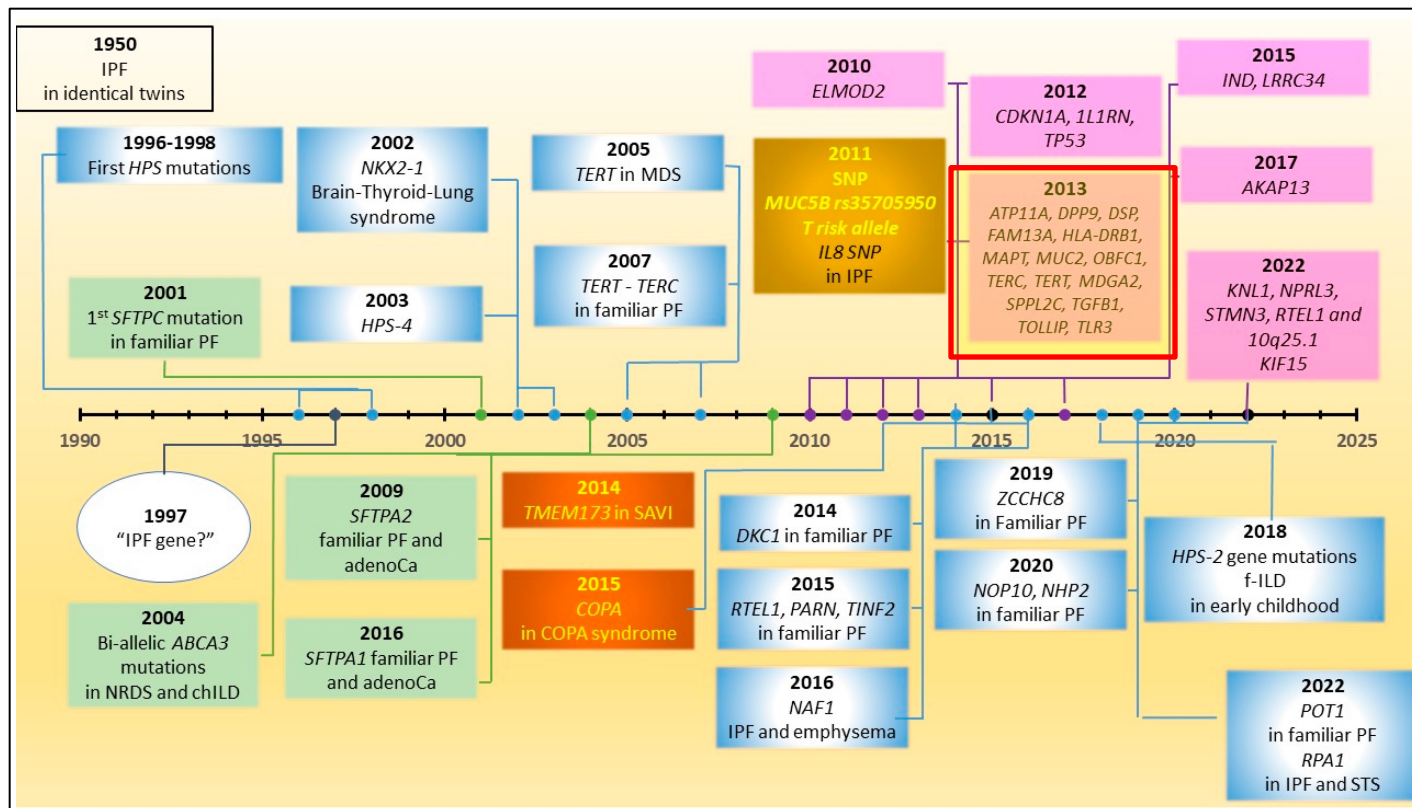 1950
IPF
in identical twins
1996-1998
First HPS mutations
2002
NKX2-1
Brain-Thyroid-Lung
syndrome
2005
TERT in MDS
2010
ELMOD2
2012
CDKN1A, 1L1RN,
TP53
2015
IND, LRRC34
2011
SNP
MUC5B rs35705950
T risk allele
IL8 SNP
in IPF
2013
ATP11A, DPP9, DSP,
FAM13A, HLA-DRB1,
MAPT, MUC2, OBFC1,
TERC, TERT, MDGA2,
SPPL2C, TGFB1,
TOLLIP, TLR3
2017
AKAP13
2001
1st SFTPC mutation
in familiar PF
2003
HPS-4
2007
TERT - TERC
in familiar PF
2022
KNL1, NPRL3,
STMN3, RTEL1 and
10q25.1
KIF15
1990 1995 2000 2005 2010 2015 2020 2025
1997
“IPF gene?”
2009
SFTPA2
familiar PF and
adenoCa
2014
TMEM173 in SAVI
2014
DKC1 in familiar PF
2019
ZCCHC8
in Familiar PF
2018
HPS-2 gene mutations
f-ILD
in early childhood
2004
Bi-allelic ABCA3
mutations
in NRDS and chILD
2016
SFTPA1 familiar PF
and adenoCa
2015
COPA
in COPA syndrome
2015
RTEL1, PARN, TINF2
in familiar PF
2020
NOP10, NHP2
in familiar PF
2016
NAF1
IPF and emphysema
2022
POT1
in familiar PF
RPA1
in IPF and STS